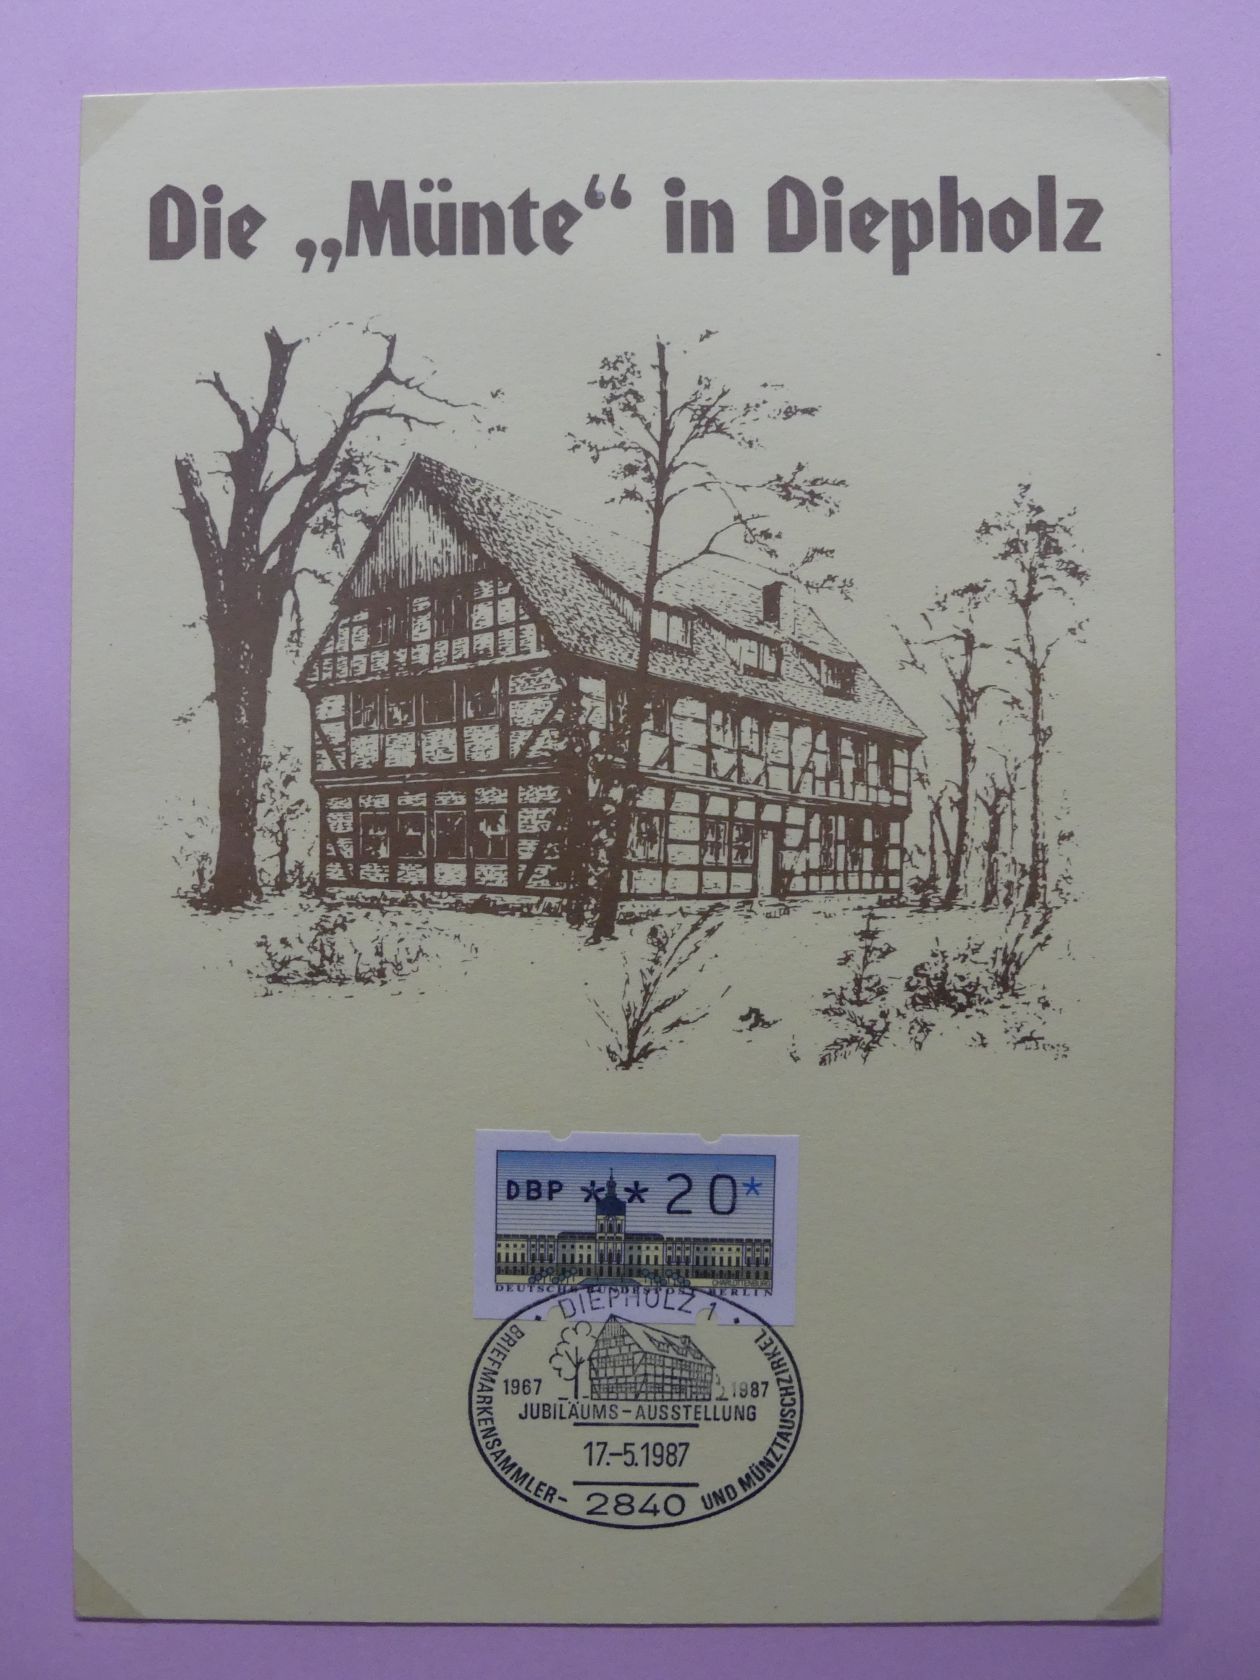 Die „Münte“ in Diepholz
DBP ** 20*
CHARLOTTENBURG
DEUTSCHE BUNDESPOST BERLIN
DIEPHOLZ 1
1967 1987
JUBILÄUMS-AUSSTELLUNG
17.-5.1987
BRIEFMARKENSAMMLER- UND MÜNZTAUSCHZIRKEL
2840